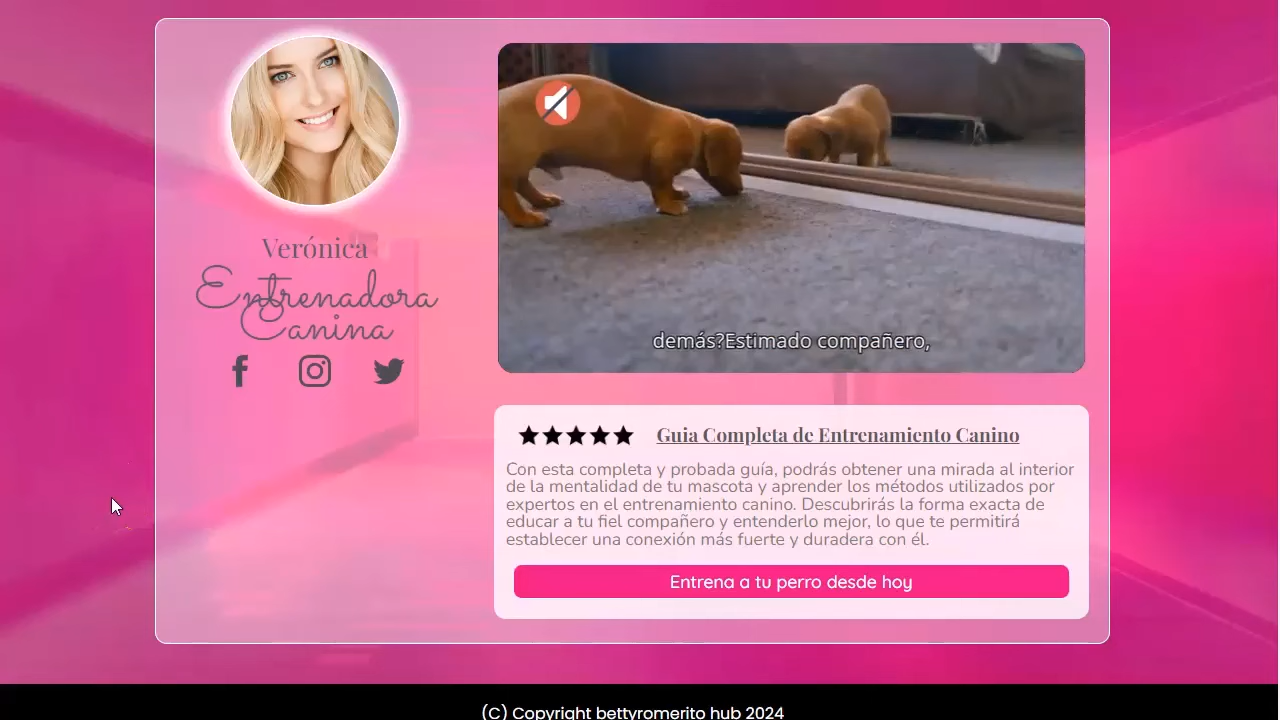 Verónica
Entrenadora
Canina
demás?Estimado compañero,
Guia Completa de Entrenamiento Canino
Con esta completa y probada guía, podrás obtener una mirada al interior
de la mentalidad de tu mascota y aprender los métodos utilizados por
expertos en el entrenamiento canino. Descubrirás la forma exacta de
educar a tu fiel compañero y entenderlo mejor, lo que te permitirá
establecer una conexión más fuerte y duradera con él.
Entrena a tu perro desde hoy
(C) Copyright bettyromerito hub 2024